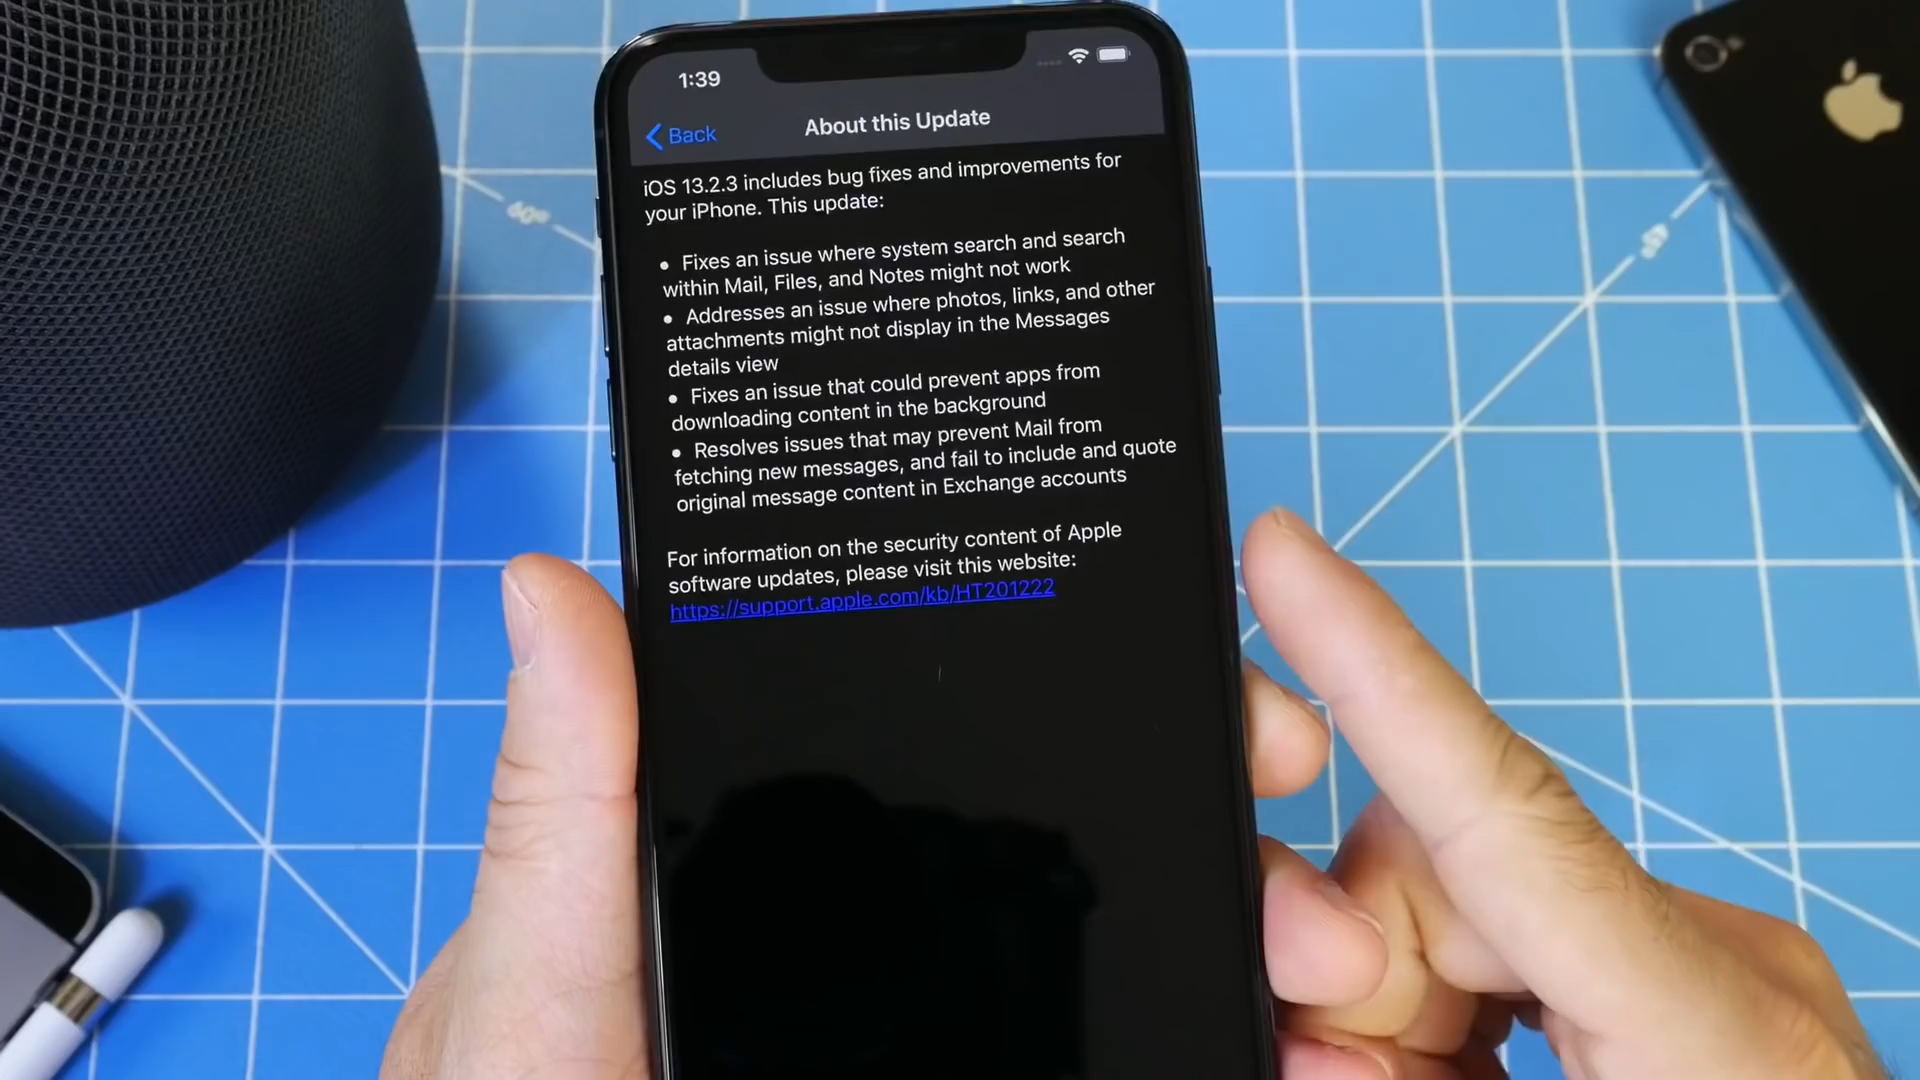 1:39
Back
About this Update
iOS 13.2.3 includes bug fixes and improvements for
your iPhone. This update:
• Fixes an issue where system search and search
within Mail, Files, and Notes might not work
• Addresses an issue where photos, links, and other
attachments might not display in the Messages
details view
• Fixes an issue that could prevent apps from
downloading content in the background
• Resolves issues that may prevent Mail from
fetching new messages, and fail to include and quote
original message content in Exchange accounts
For information on the security content of Apple
software updates, please visit this website:
https://support.apple.com/kb/HT201222
60°